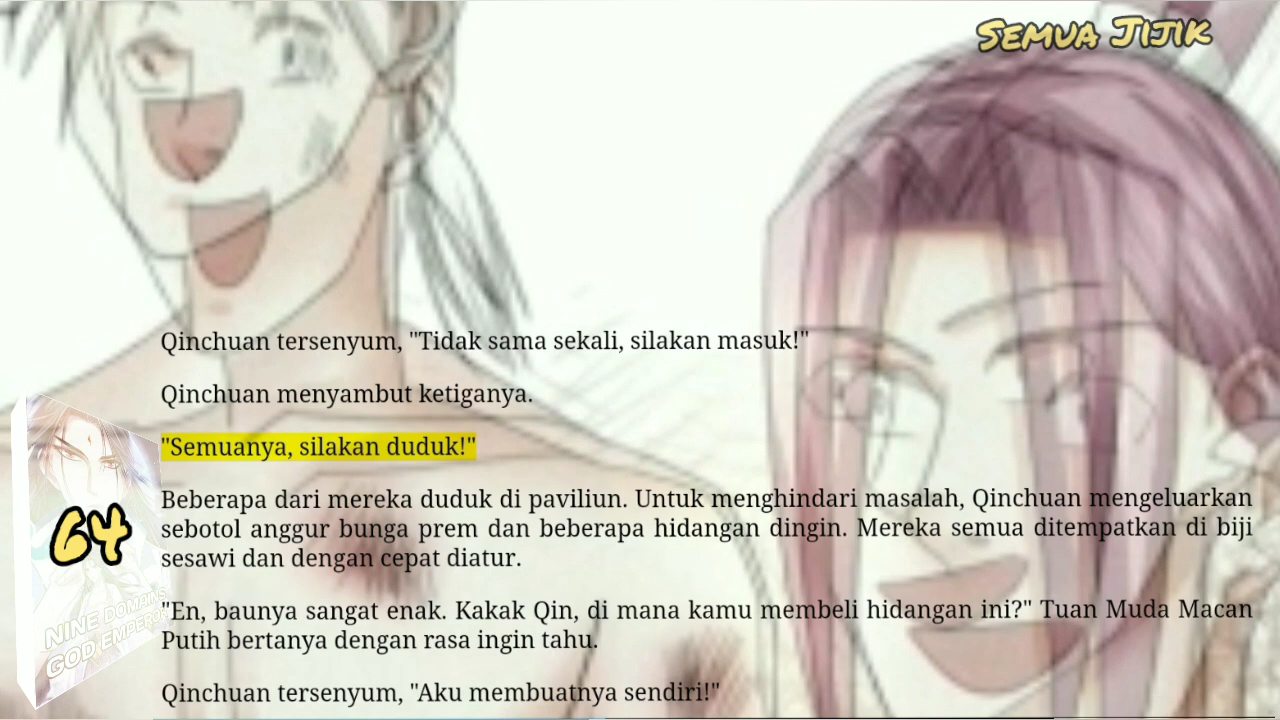 Semua Jijik
Qinchuan tersenyum, "Tidak sama sekali, silakan masuk!"
Qinchuan menyambut ketiganya.
"Semuanya, silakan duduk!"
Beberapa dari mereka duduk di paviliun. Untuk menghindari masalah, Qinchuan mengeluarkan
sebotol anggur bunga prem dan beberapa hidangan dingin. Mereka semua ditempatkan di biji
sesawi dan dengan cepat diatur.
"En, baunya sangat enak. Kakak Qin, di mana kamu membeli hidangan ini?" Tuan Muda Macan
Putih bertanya dengan rasa ingin tahu.
Qinchuan tersenyum, "Aku membuatnya sendiri!"
64
NINE DOMAINS
GOD EMPEROR